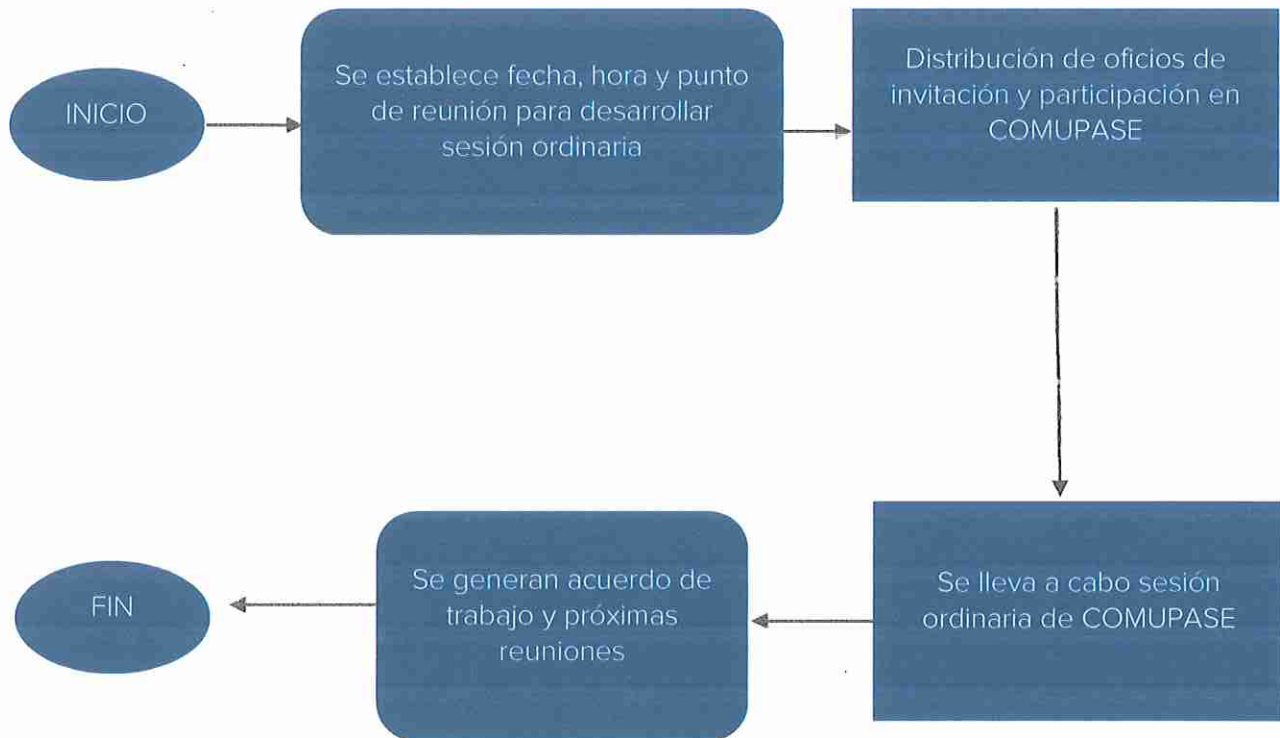 INICIO
Se establece fecha, hora y punto
de reunión para desarrollar
sesión ordinaria
Distribución de oficios de
invitación y participación en
COMUPASE
Se lleva a cabo sesión
ordinaria de COMUPASE
Se generan acuerdo de
trabajo y próximas
reuniones
FIN